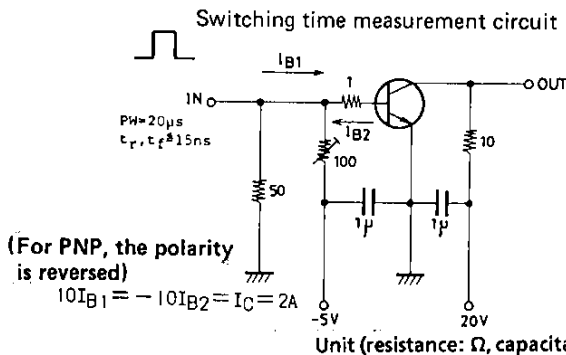 Switching time measurement circuit
IB1
1
OUT
IN
PW=20μs
tr, tf≦15ns
IB2
100
10
50
1μ
1μ
(For PNP, the polarity
is reversed)
10IB1=−10IB2=IC=2A
-5V
20V
Unit (resistance: Ω, capacita